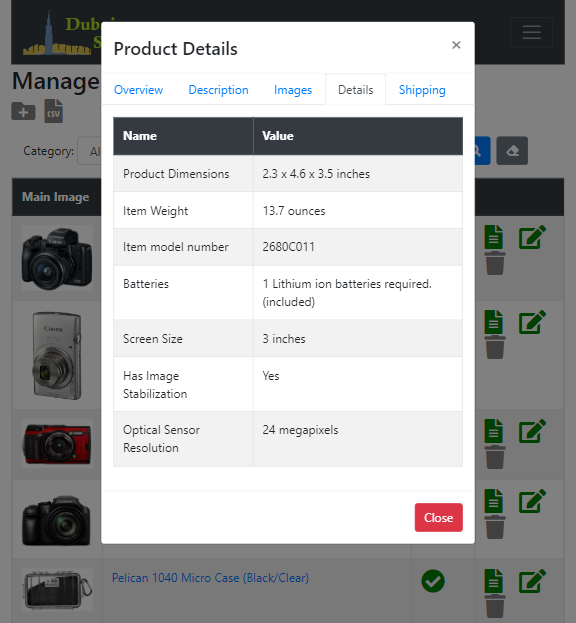 Product Details
×
Overview Description Images Details Shipping
Name Value
Product Dimensions 2.3 x 4.6 x 3.5 inches
Item Weight 13.7 ounces
Item model number 2680C011
Batteries 1 Lithium ion batteries required.
(included)
Screen Size 3 inches
Has Image Yes
Stabilization
Optical Sensor 24 megapixels
Resolution
Close
Manage
CSV
Category:
Main Image
Canon
Pelican 1040 Micro Case (Black/Clear)